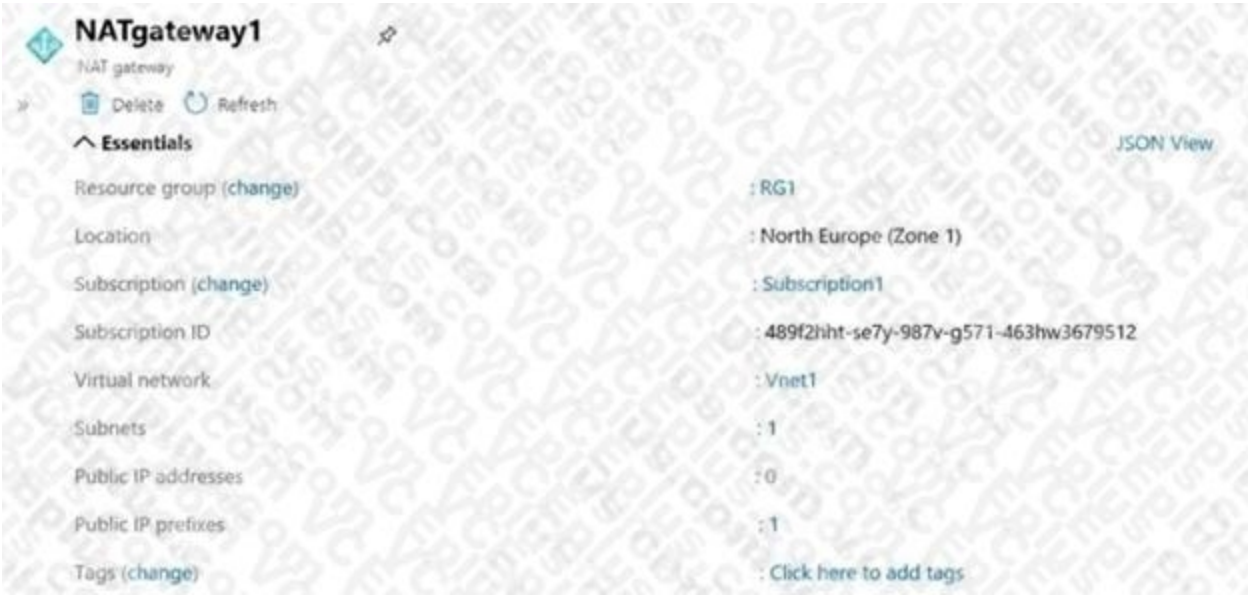 NATgateway1
NAT gateway
» Delete Refresh
Essentials JSON View
Resource group (change) : RG1
Location : North Europe (Zone 1)
Subscription (change) : Subscription1
Subscription ID : 489f2hht-se7y-987v-g571-463hw3679512
Virtual network : Vnet1
Subnets : 1
Public IP addresses : 0
Public IP prefixes : 1
Tags (change) : Click here to add tags